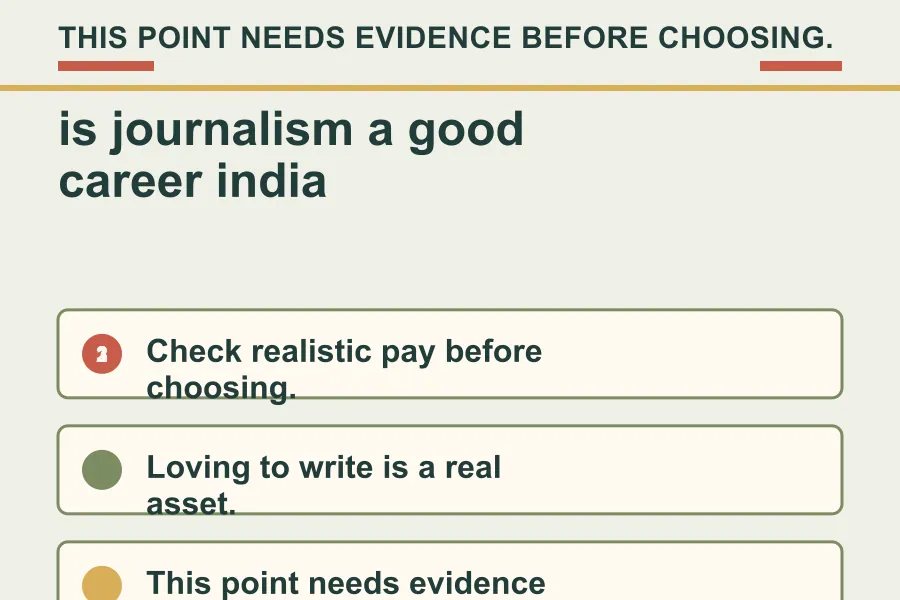 THIS POINT NEEDS EVIDENCE BEFORE CHOOSING.
is journalism a good
career india
Check realistic pay before
choosing.
Loving to write is a real
asset.
This point needs evidence